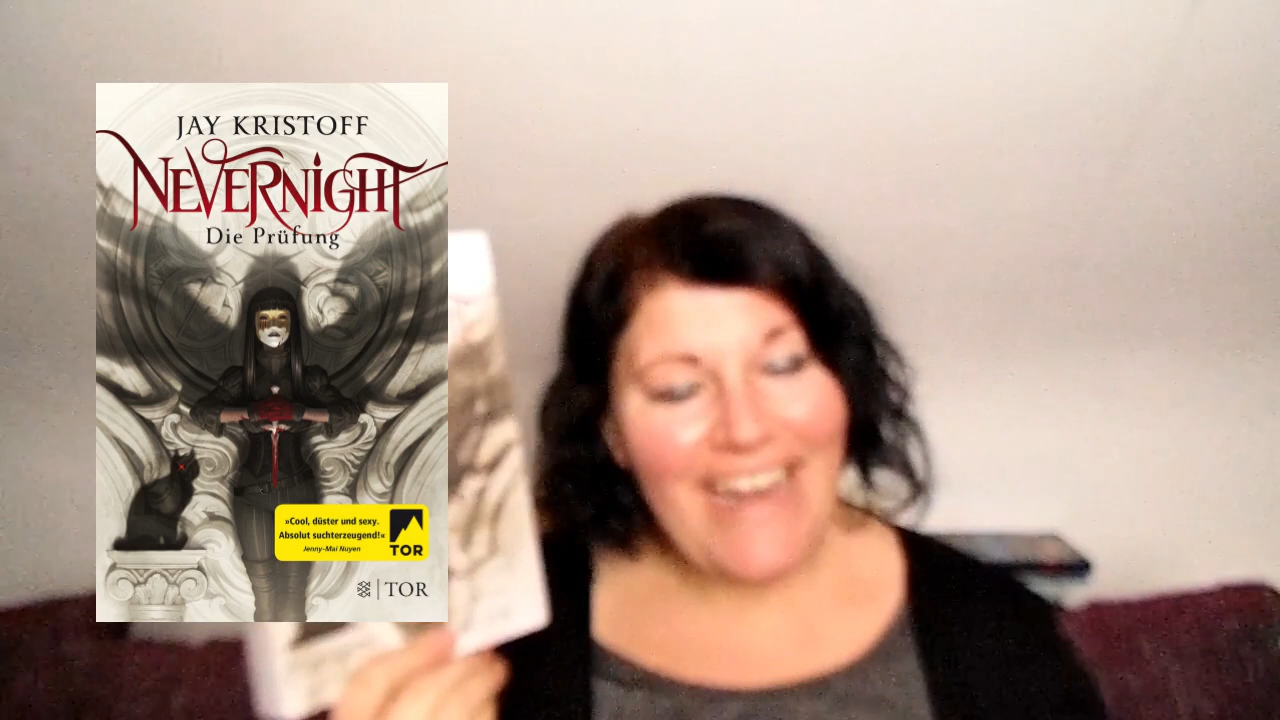 JAY KRISTOFF
NEVERNIGHT
Die Prüfung
»Cool, düster und sexy.
Absolut suchterzeugend!«
Jenny-Mai Nuyen
TOR
TOR